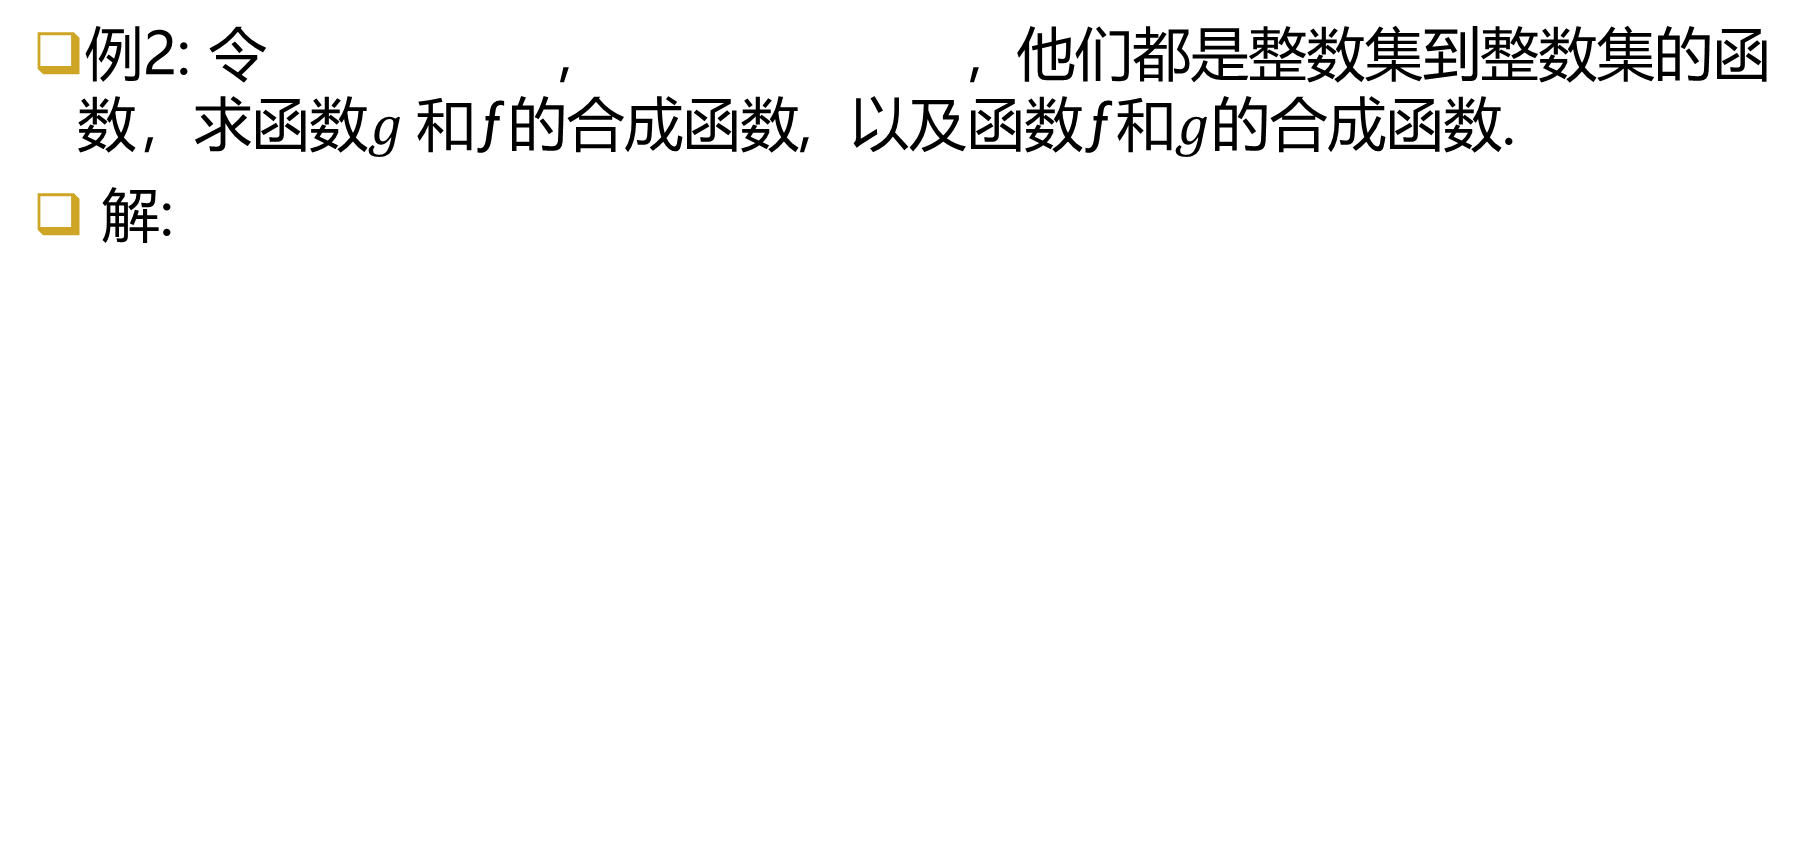 例2: 令 , , 他们都是整数集到整数集的函
数, 求函数g 和f的合成函数, 以及函数f和g的合成函数.
解: